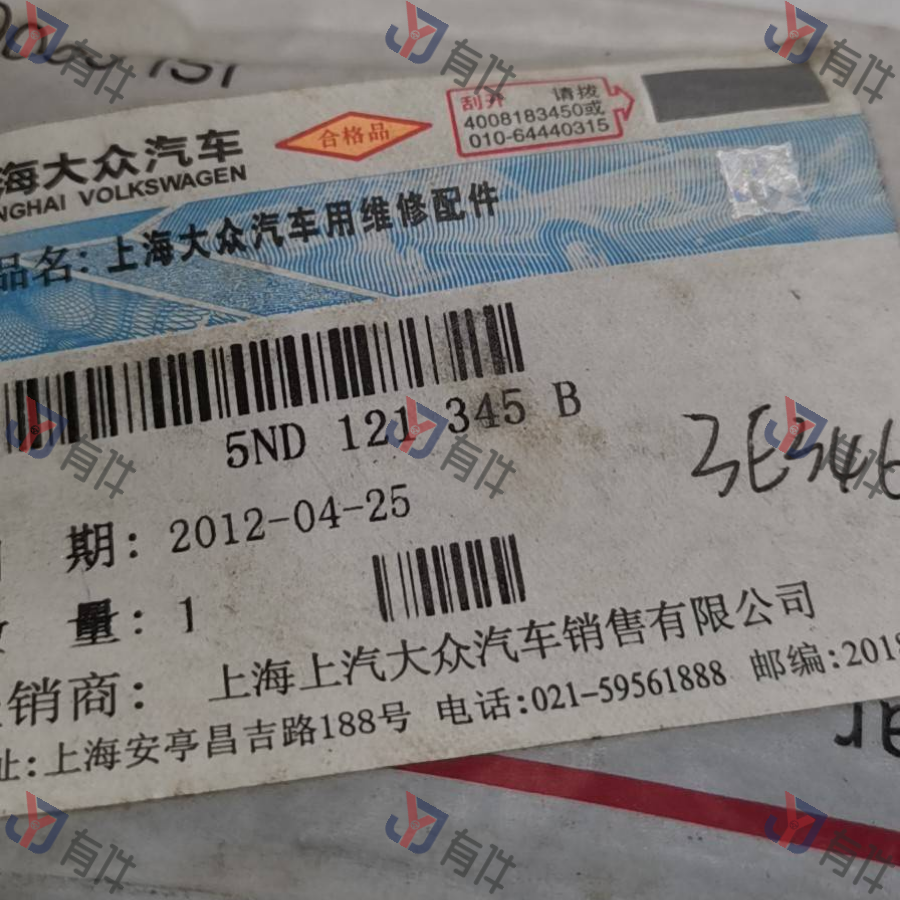 刮开 请拨
4008183450或
010-64440315
合格品
海大众汽车
NGHAI VOLKSWAGEN
品名：上海大众汽车用维修配件
5ND 121 345 B
3E346
期：2012-04-25
量：1
销商：上海上汽大众汽车销售有限公司
址:上海安亭昌吉路188号 电话:021-59561888 邮编:2018
ar
有件
有件
有件
有件
有件
有件
有件
有件
有件